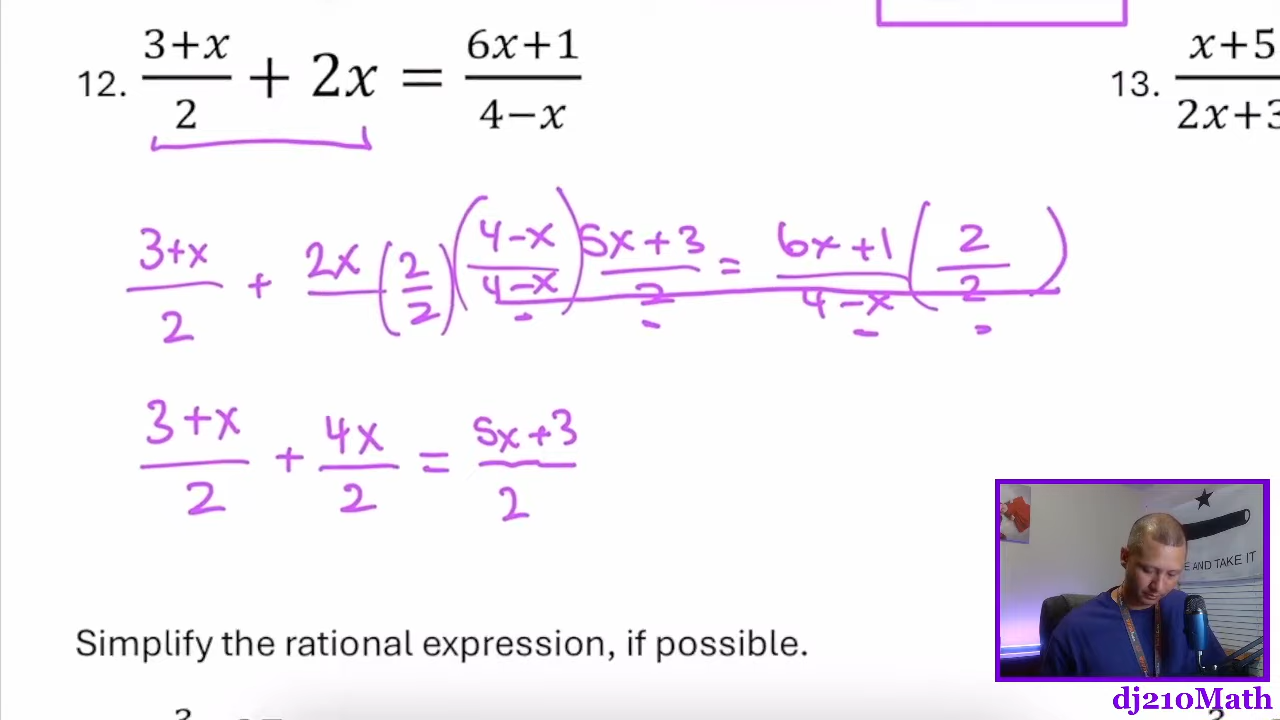 12. (3+x)/2 + 2x = (6x+1)/(4−x)
13. (x+5)/(2x+3
(3+x)/2 + 2x/ (2/2) ((4−x)/(4−x)) (5x+3)/2 = (6x+1)/(4−x) (2/2)
(3+x)/2 + 4x/2 = (5x+3)/2
Simplify the rational expression, if possible.
E AND TAKE IT
dj210Math